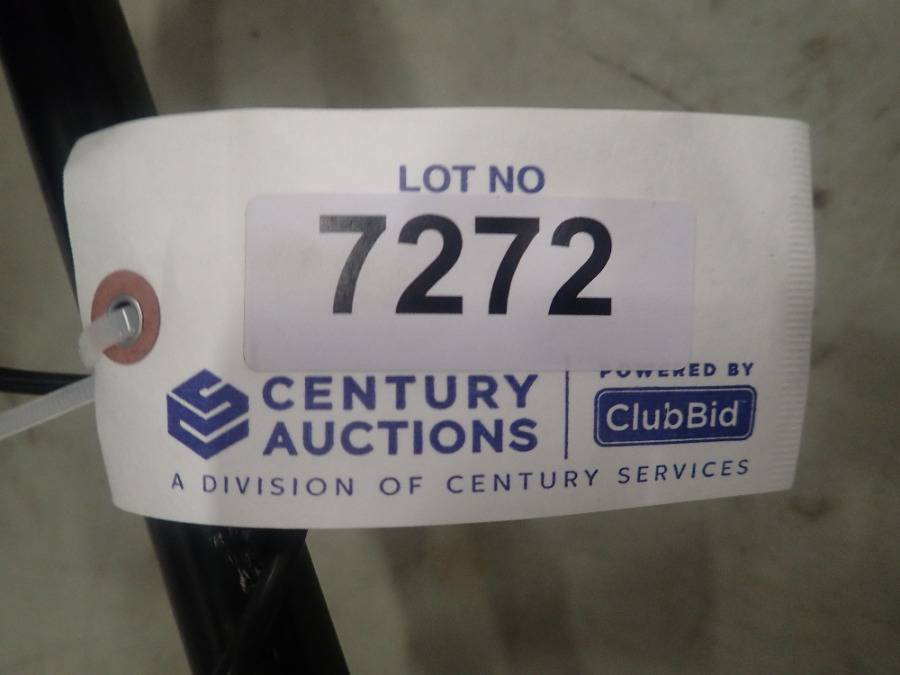 LOT NO
7272
CENTURY
AUCTIONS
POWERED BY
ClubBid
A DIVISION OF CENTURY SERVICES